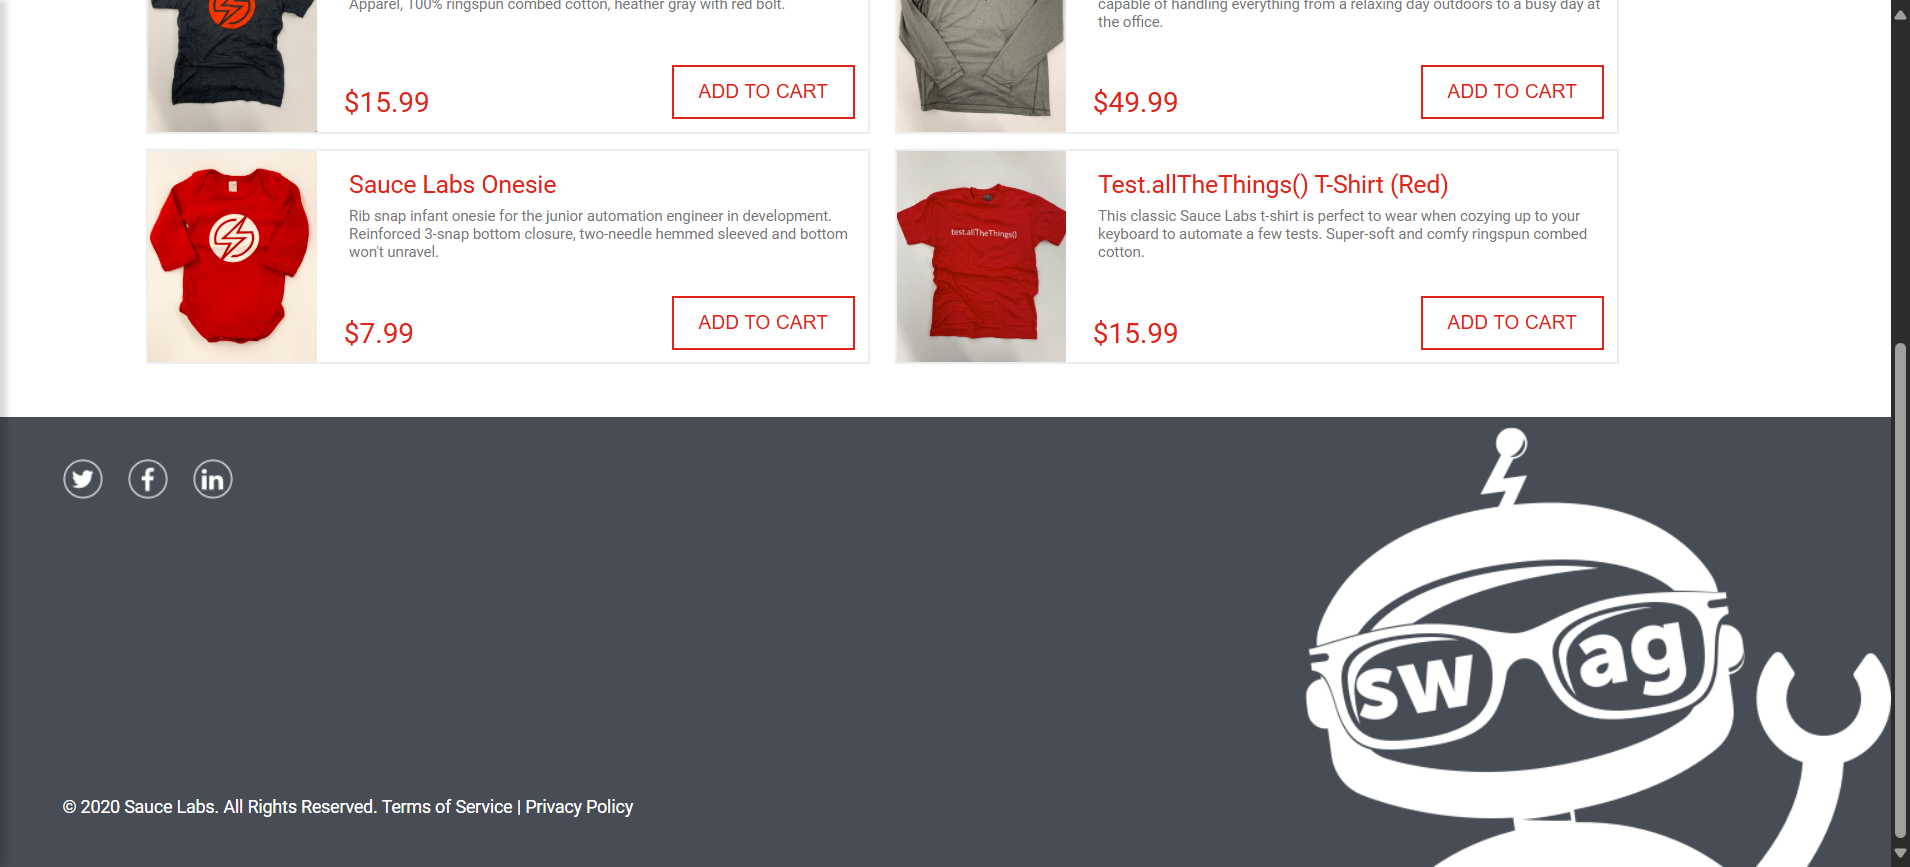 Apparel, 100% ringspun combed cotton, heather gray with red bolt.
$15.99
ADD TO CART
capable of handling everything from a relaxing day outdoors to a busy day at
the office.
$49.99
ADD TO CART
Sauce Labs Onesie
Rib snap infant onesie for the junior automation engineer in development.
Reinforced 3-snap bottom closure, two-needle hemmed sleeved and bottom
won't unravel.
$7.99
ADD TO CART
test.allTheThings()
Test.allTheThings() T-Shirt (Red)
This classic Sauce Labs t-shirt is perfect to wear when cozying up to your
keyboard to automate a few tests. Super-soft and comfy ringspun combed
cotton.
$15.99
ADD TO CART
sw ag
© 2020 Sauce Labs. All Rights Reserved. Terms of Service | Privacy Policy